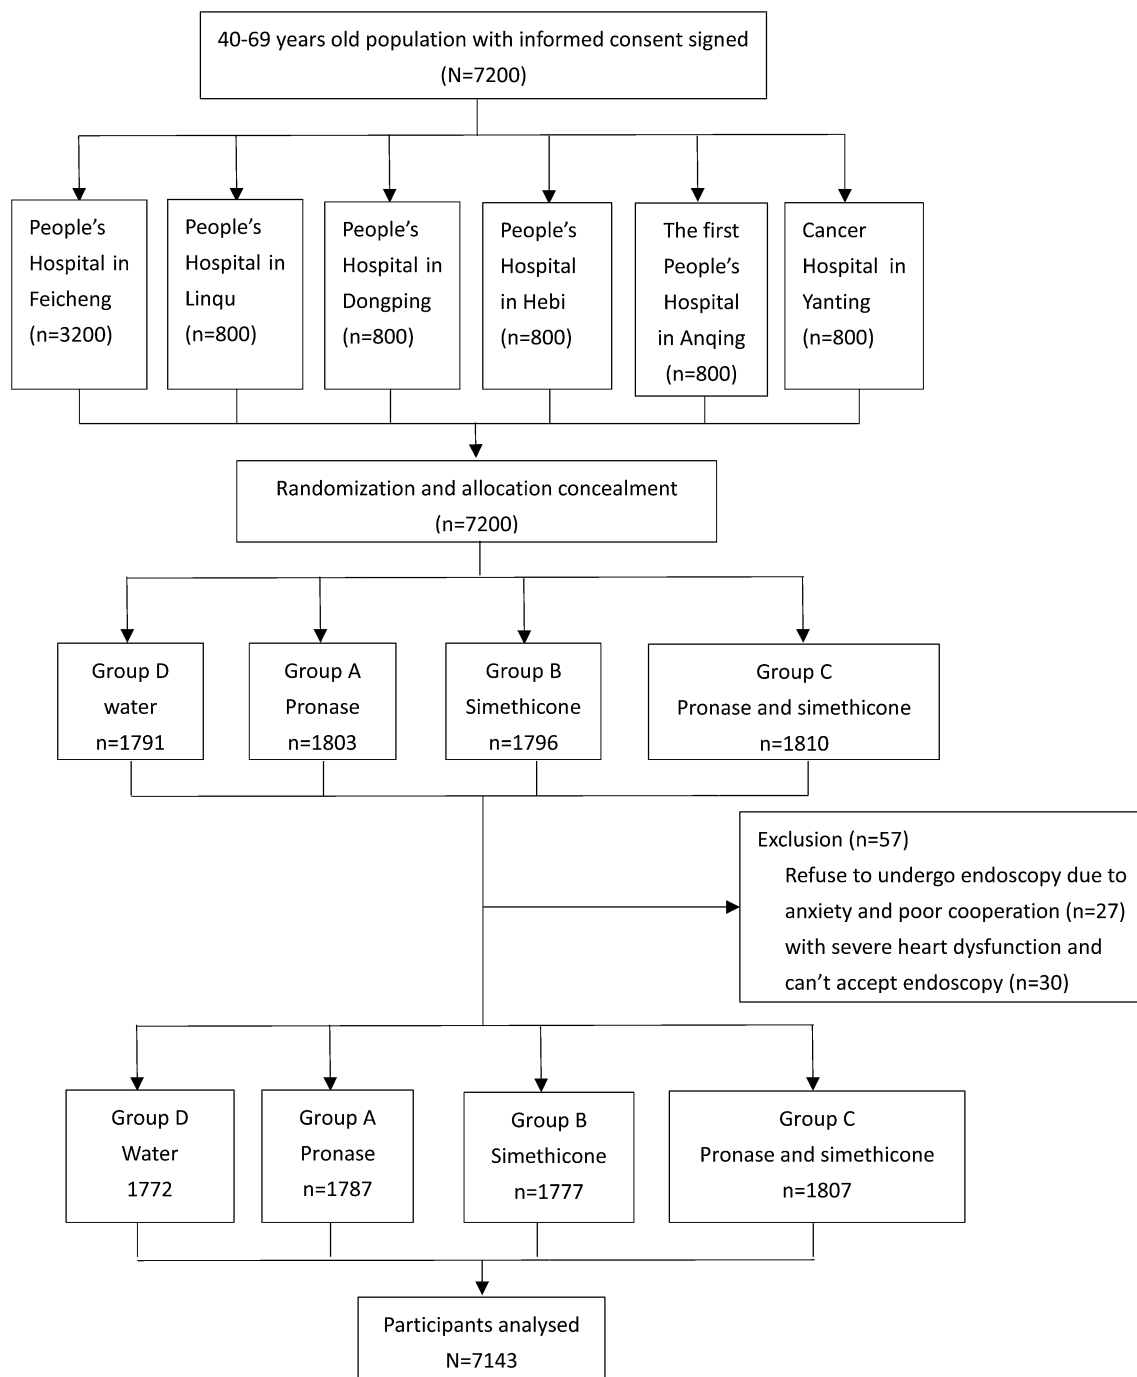 40-69 years old population with informed consent signed
(N=7200)
People’s
Hospital in
Feicheng
(n=3200)
People’s
Hospital in
Linqu
(n=800)
People’s
Hospital in
Dongping
(n=800)
People’s
Hospital
in Hebi
(n=800)
The first
People’s
Hospital
in Anqing
(n=800)
Cancer
Hospital in
Yanting
(n=800)
Randomization and allocation concealment
(n=7200)
Group D
water
n=1791
Group A
Pronase
n=1803
Group B
Simethicone
n=1796
Group C
Pronase and simethicone
n=1810
Exclusion (n=57)
Refuse to undergo endoscopy due to
anxiety and poor cooperation (n=27)
with severe heart dysfunction and
can’t accept endoscopy (n=30)
Group D
Water
1772
Group A
Pronase
n=1787
Group B
Simethicone
n=1777
Group C
Pronase and simethicone
n=1807
Participants analysed
N=7143